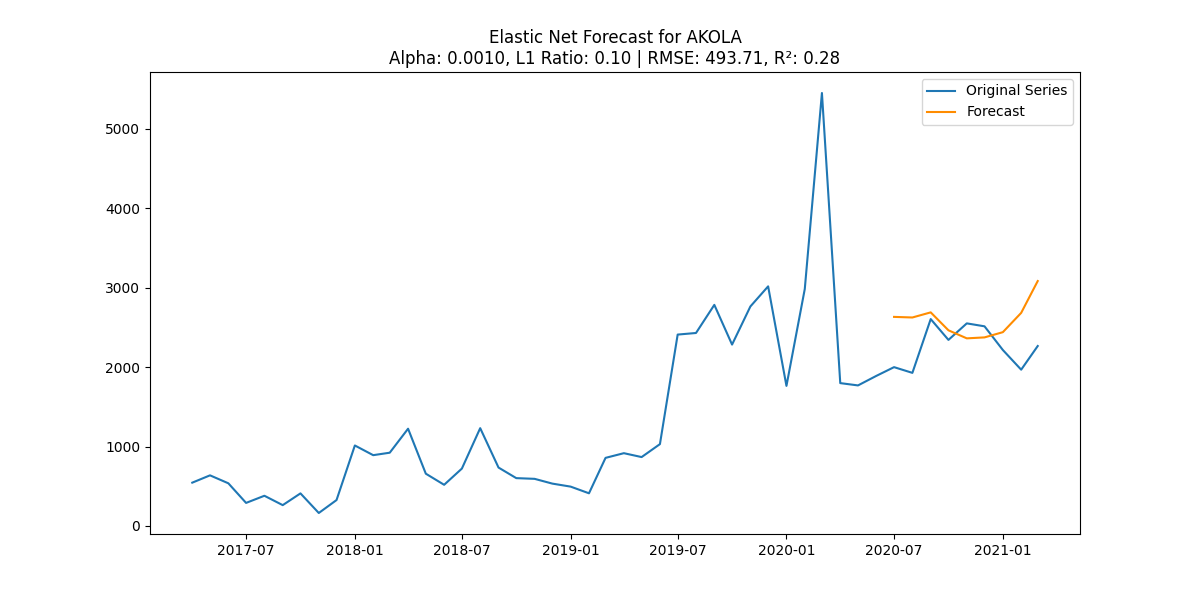 Elastic Net Forecast for AKOLA
Alpha: 0.0010, L1 Ratio: 0.10 | RMSE: 493.71, R²: 0.28
Original Series
Forecast
5000
4000
3000
2000
1000
0
2017-07 2018-01 2018-07 2019-01 2019-07 2020-01 2020-07 2021-01